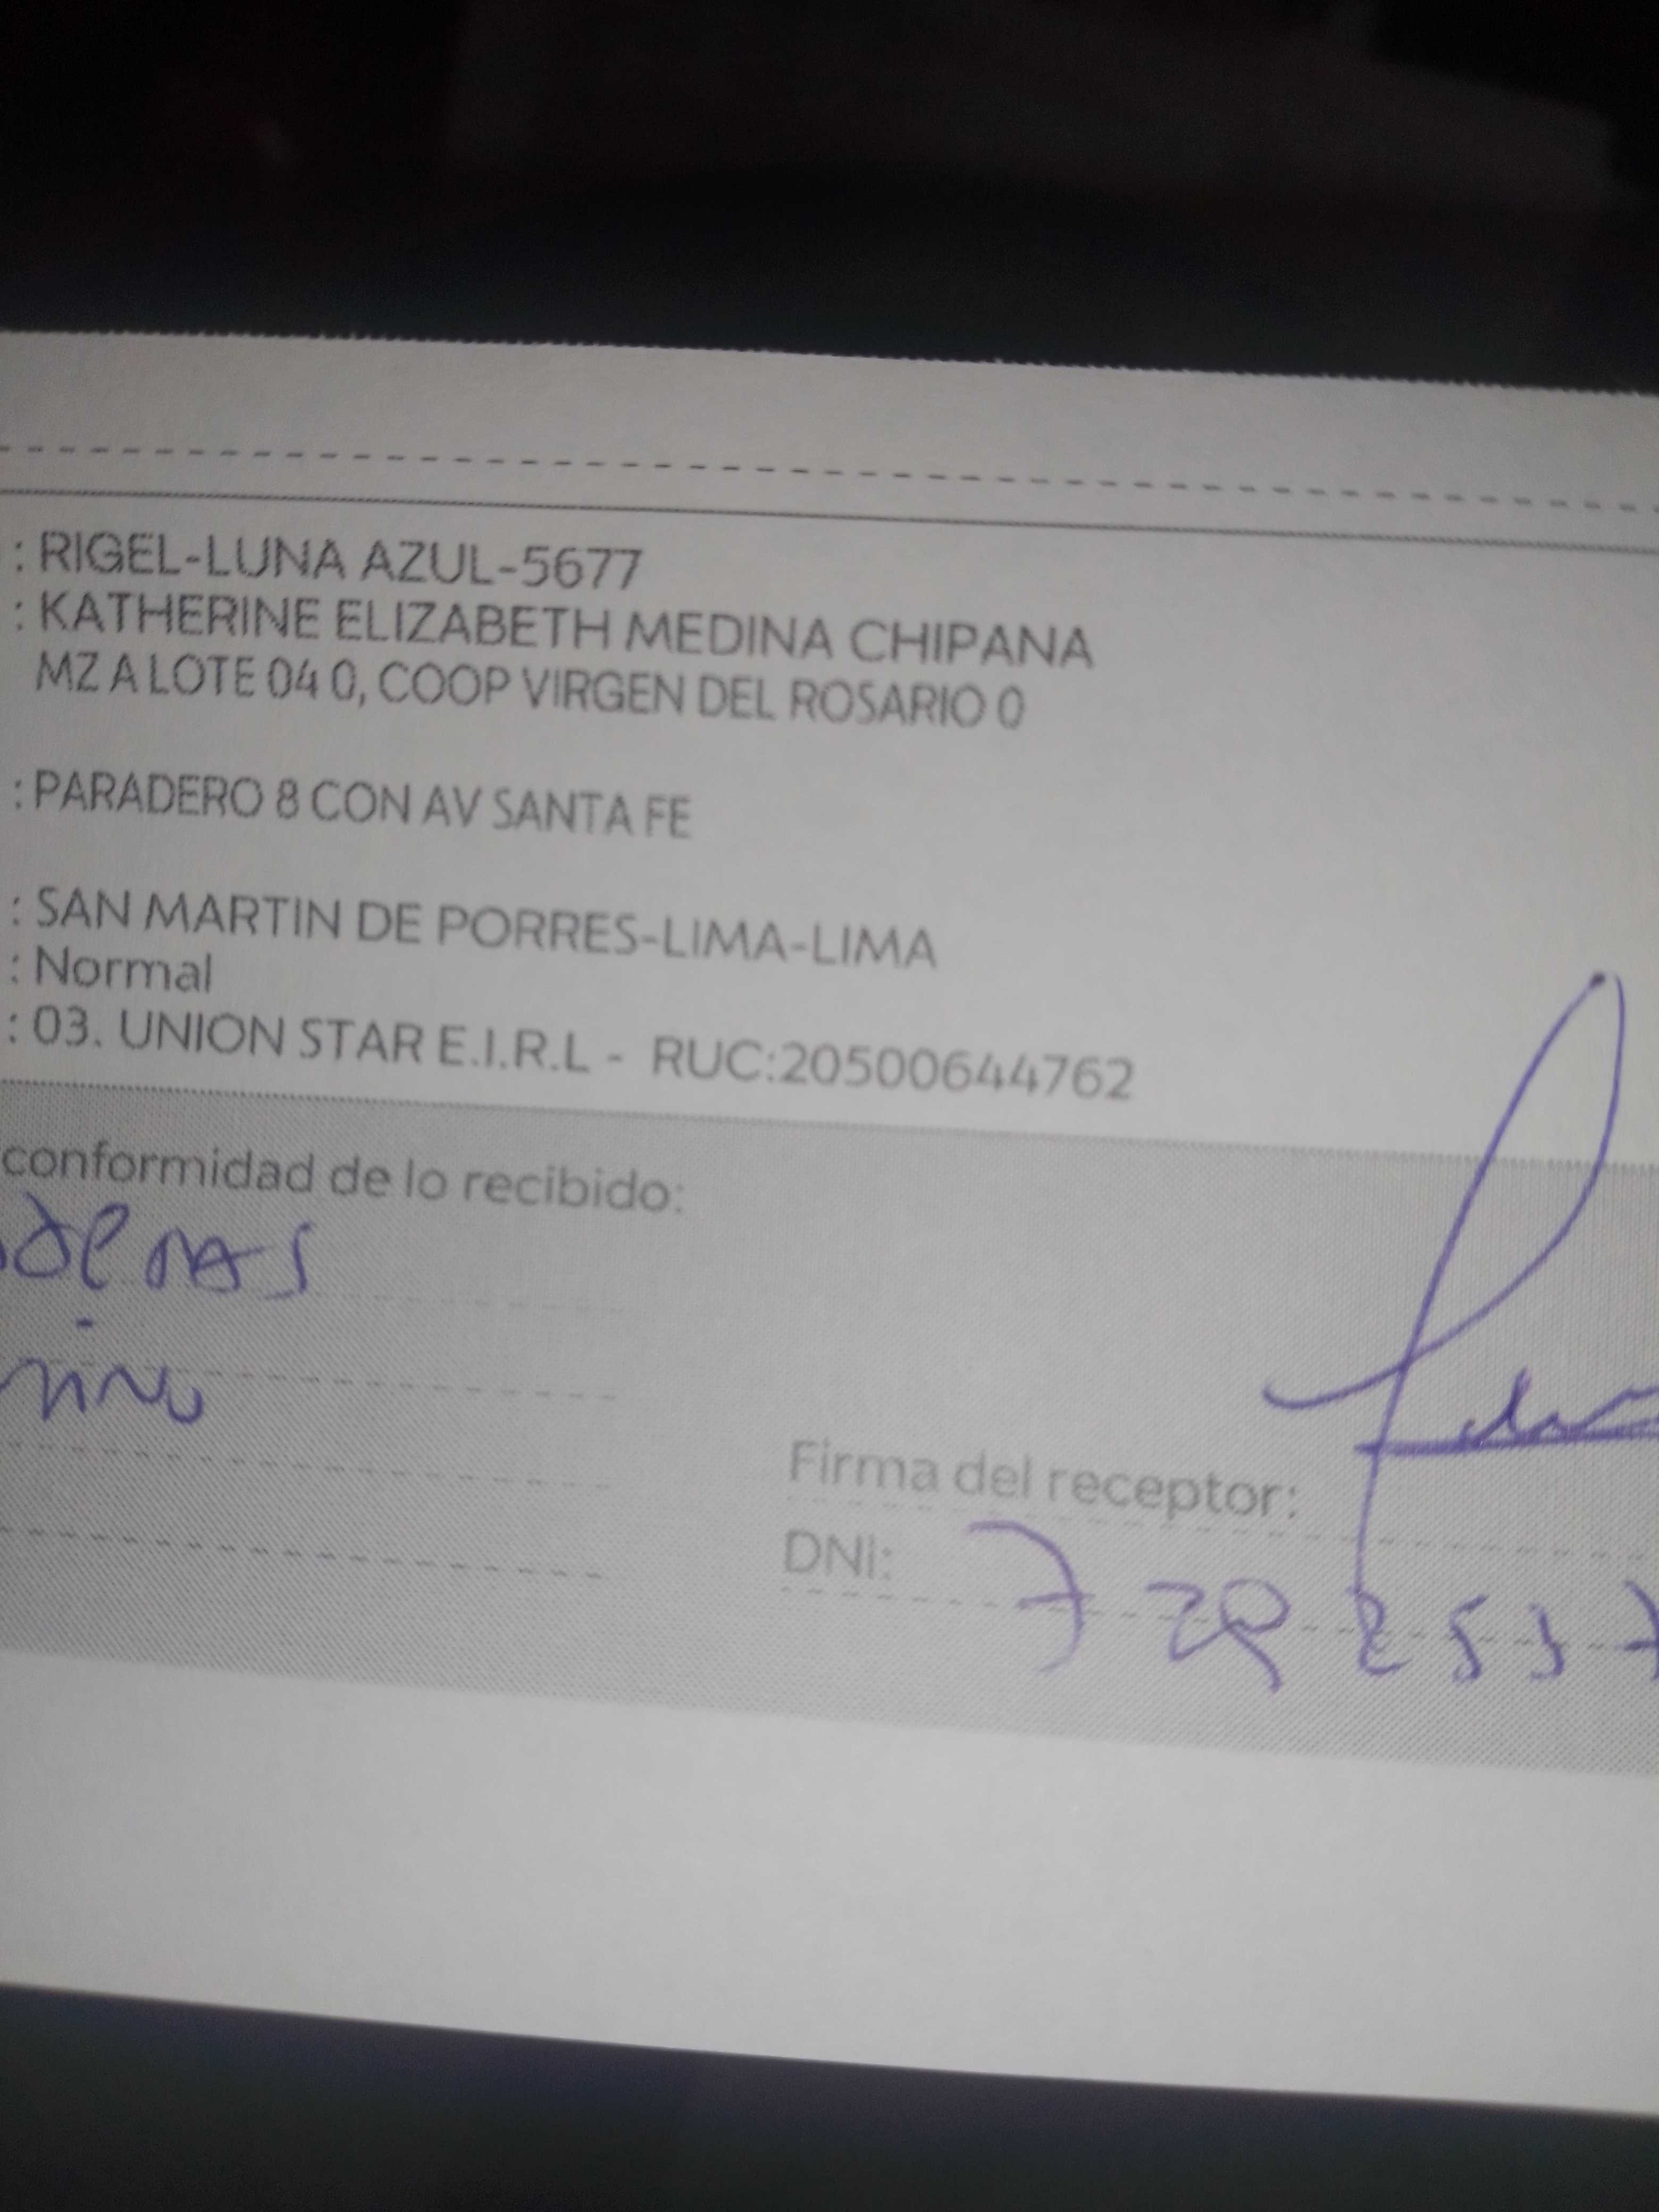 : RIGEL-LUNA AZUL-5677
: KATHERINE ELIZABETH MEDINA CHIPANA
MZ A LOTE 04 0, COOP VIRGEN DEL ROSARIO 0
: PARADERO 8 CON AV SANTA FE
: SAN MARTIN DE PORRES-LIMA-LIMA
: Normal
: 03. UNION STAR E.I.R.L - RUC:20500644762
conformidad de lo recibido:
Firma del receptor:
DNI: